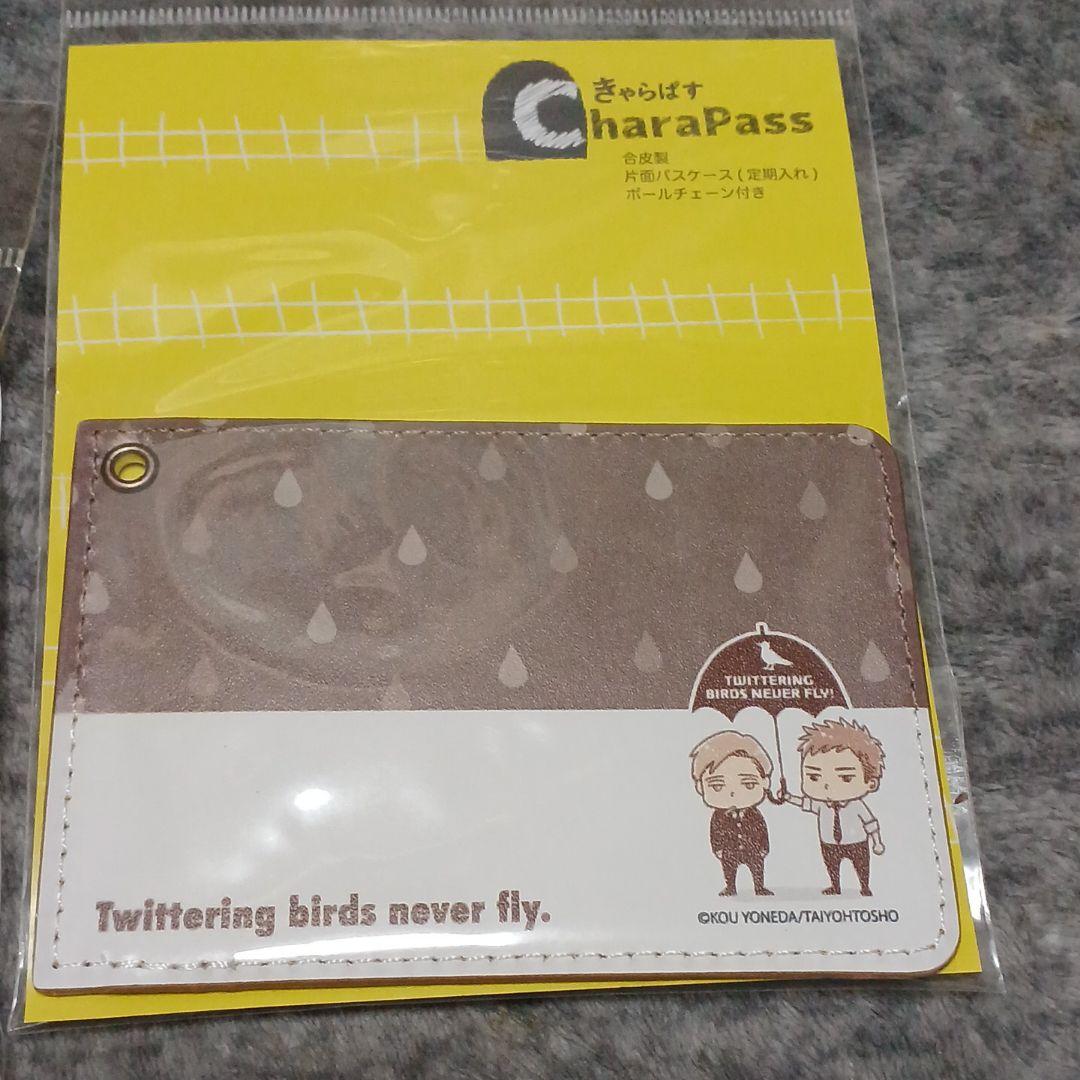 きゃらぱす
CharaPass
合皮製
片面パスケース(定期入れ)
ボールチェーン付き
TWITTERING
BIRDS NEVER FLY!
Twittering birds never fly.
©KOU YONEDA/TAIYOHTOSHO